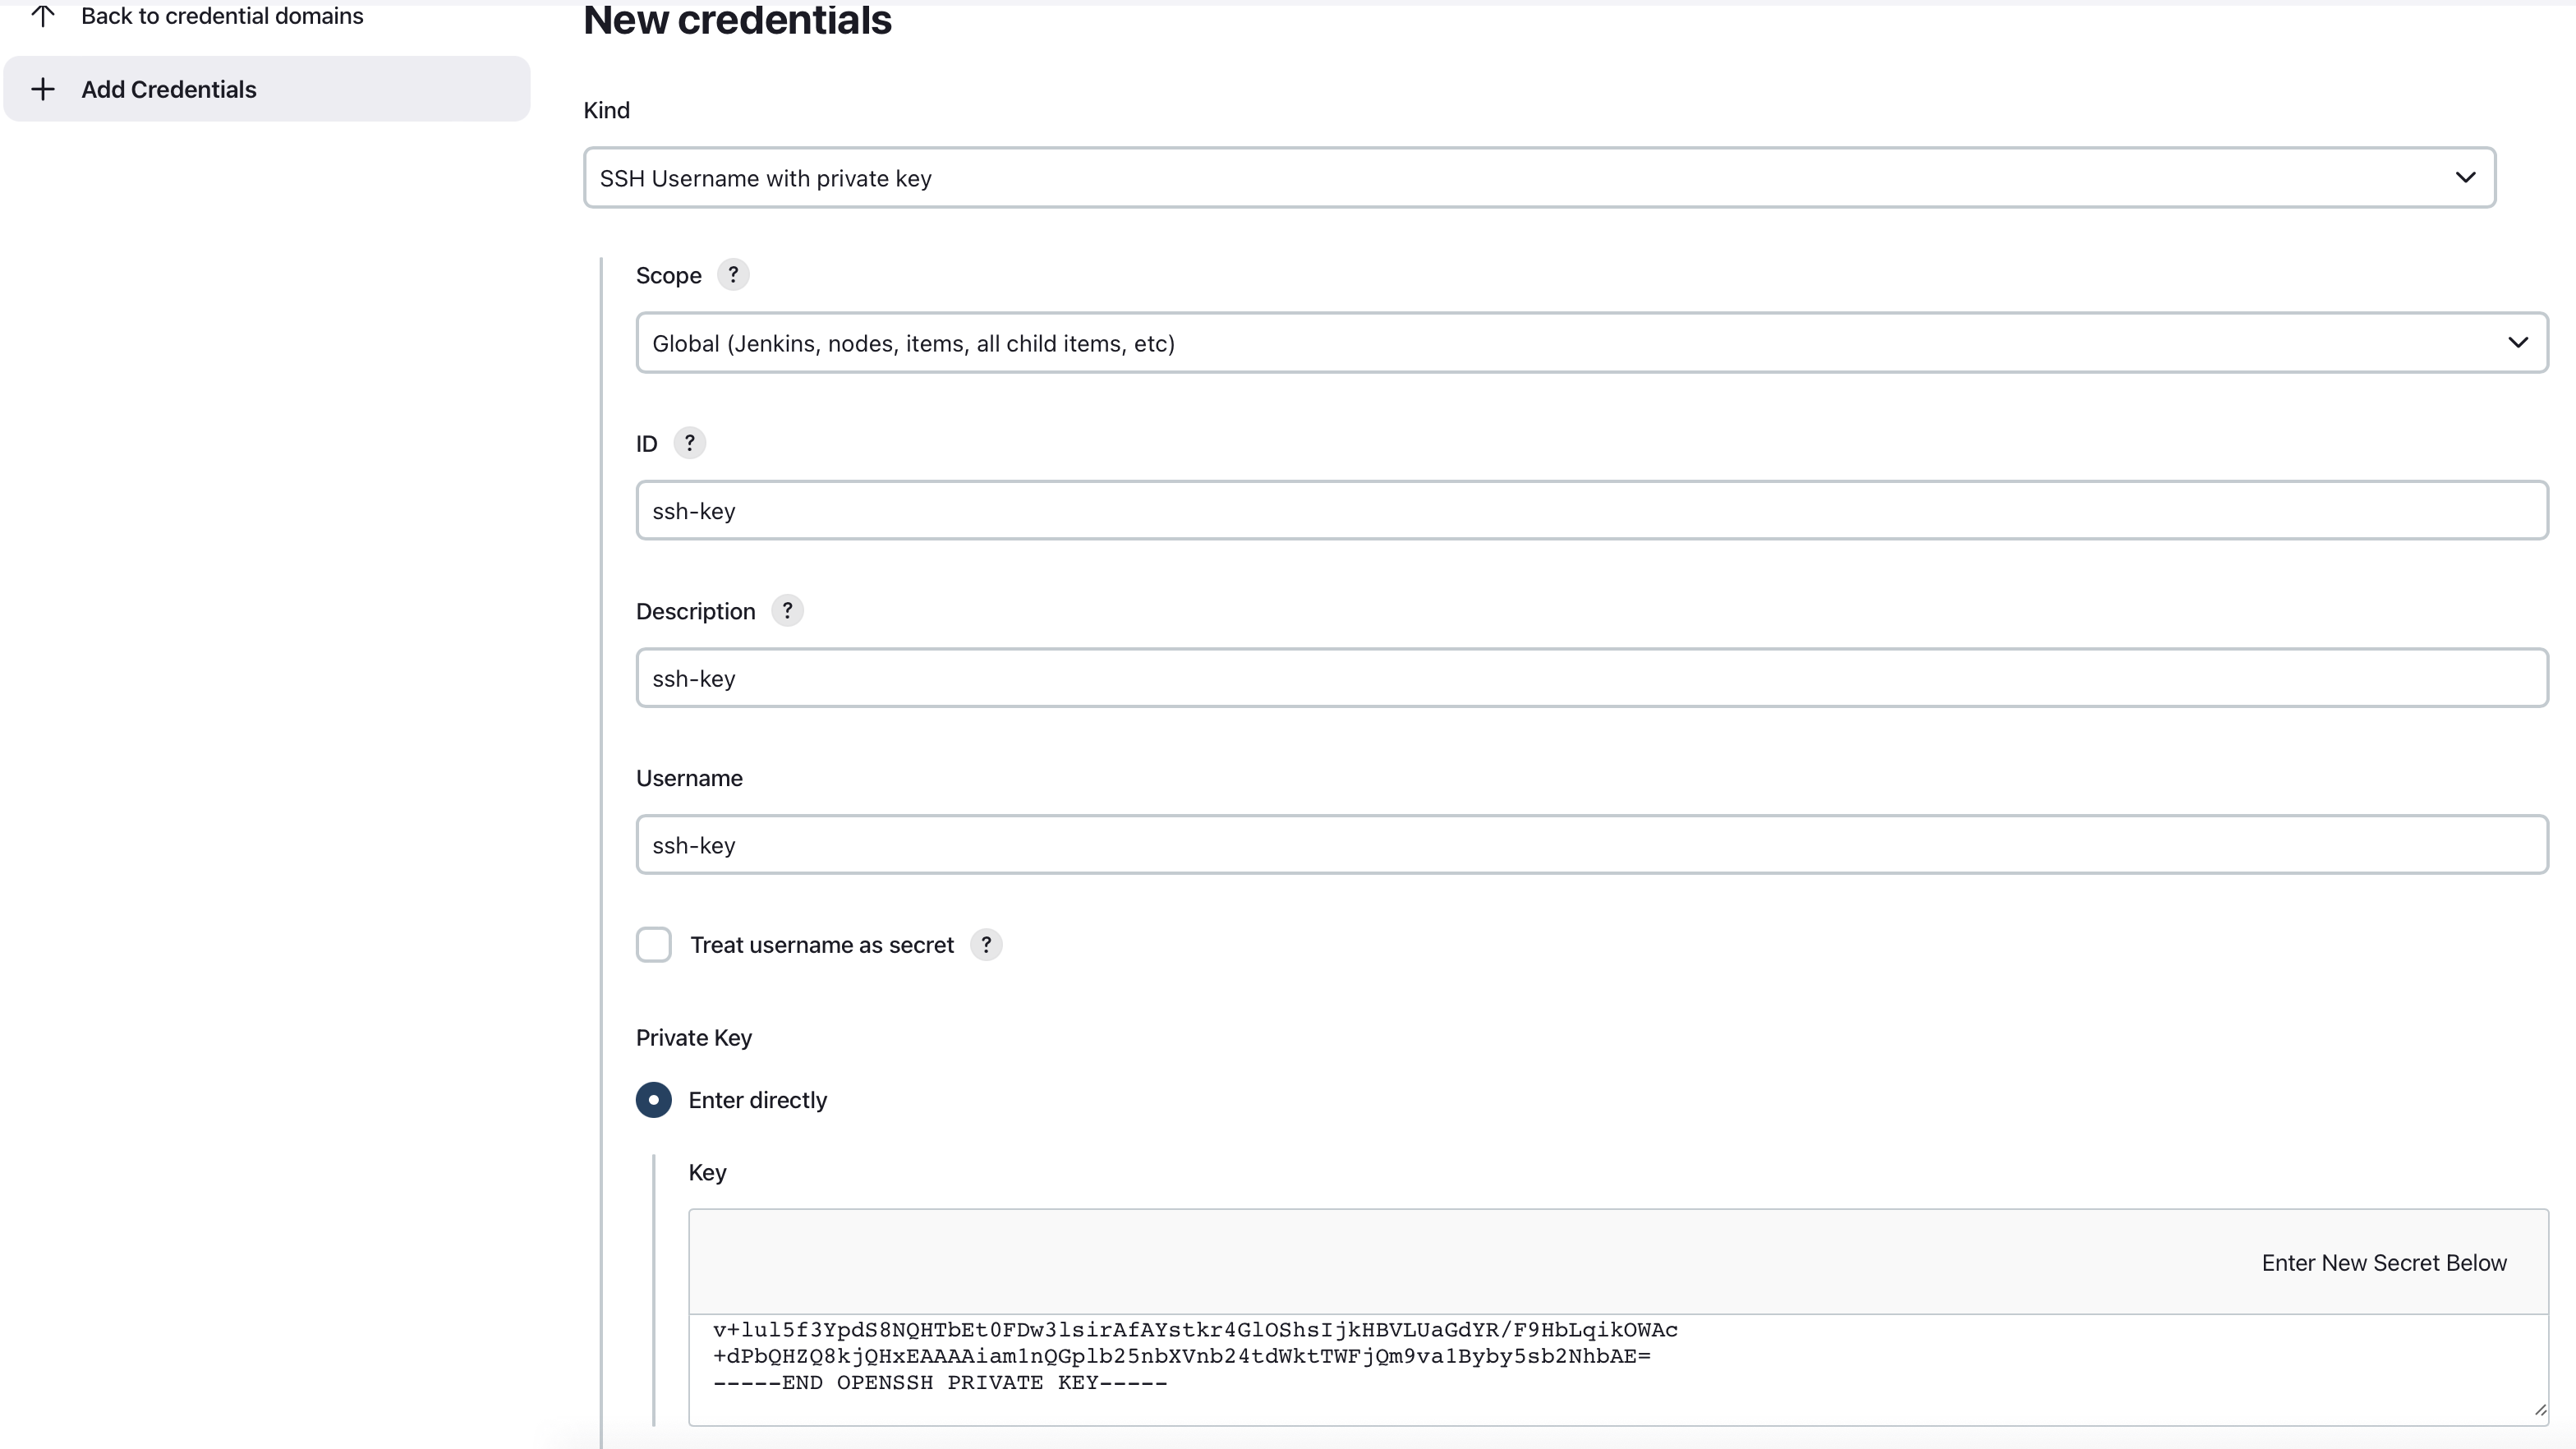 Back to credential domains
Add Credentials
New credentials
Kind
SSH Username with private key
Scope ?
Global (Jenkins, nodes, items, all child items, etc)
ID ?
ssh-key
Description ?
ssh-key
Username
ssh-key
Treat username as secret ?
Private Key
Enter directly
Key
Enter New Secret Below
v+lul5f3YpdS8NQHTbEt0FDw3lsirAfAYstkr4GlOShsIjkHBVLUaGdYR/F9HbLqikOWAc
+dPbQHZQ8kjQHxEAAAAiam1nQGplb25nbXVnb24tdWktTWFjQm9va1Byby5sb2NhbAE=
-----END OPENSSH PRIVATE KEY-----